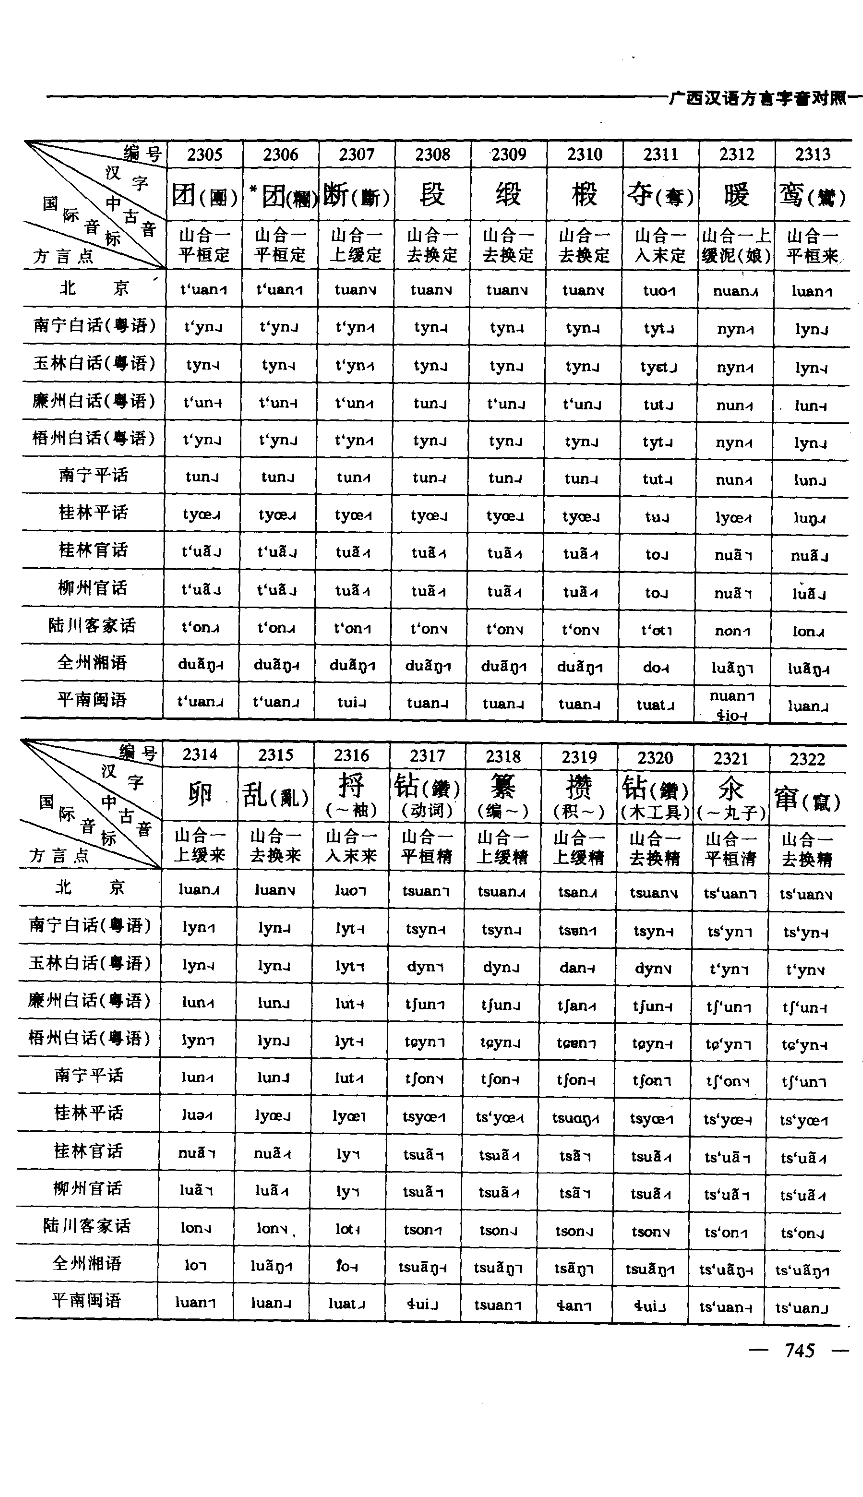 广西汉语方言字音对照
编号 2305 2306 2307 2308 2309 2310 2311 2312 2313
汉字 团(團) *团(糰) 断(斷) 段 缎 椴 夺(奪) 暖 鸾(鸞)
国际音标 中古音 山合一 山合一 山合一 山合一 山合一 山合一 山合一 山合一上 山合一
方言点 平桓定 平桓定 上缓定 去换定 去换定 去换定 入末定 缓泥(娘) 平桓来
北京 t‘uan t‘uan tuan tuan tuan tuan tuo nuan luan
南宁白话(粤语) t‘yn t‘yn t‘yn tyn tyn tyn tyt nyn lyn
玉林白话(粤语) tyn tyn t‘yn tyn tyn tyn tyɛt nyn lyn
廉州白话(粤语) t‘un t‘un t‘un tun t‘un t‘un tut nun lun
梧州白话(粤语) t‘yn t‘yn t‘yn tyn tyn tyn tyt nyn lyn
南宁平话 tun tun tun tun tun tun tut nun lun
桂林平话 tyœ tyœ tyœ tyœ tyœ tyœ tu lyœ luŋ
桂林官话 t‘uã t‘uã tuã tuã tuã tuã to nuã nuã
柳州官话 t‘uã t‘uã tuã tuã tuã tuã to nuã luã
陆川客家话 t‘on t‘on t‘on t‘on t‘on t‘on t‘ot non lon
全州湘语 duãŋ duãŋ duãŋ duãŋ duãŋ duãŋ do luãŋ luãŋ
平南闽语 t‘uan t‘uan tui tuan tuan tuan tuat nuan ɬio luan
编号 2314 2315 2316 2317 2318 2319 2320 2321 2322
汉字 卵 乱(亂) 捋(～袖) 钻(鑽)(动词) 纂(编～) 攒(积～) 钻(鑽)(木工具) 汆(～丸子) 窜(竄)
国际音标 中古音 山合一 山合一 山合一 山合一 山合一 山合一 山合一 山合一 山合一
方言点 上缓来 去换来 入末来 平桓精 上缓精 上缓精 去换精 平桓清 去换精
北京 luan luan luo tsuan tsuan tsan tsuan ts‘uan ts‘uan
南宁白话(粤语) lyn lyn lyt tsyn tsyn tsɐn tsyn ts‘yn ts‘yn
玉林白话(粤语) lyn lyn lyt dyn dyn dan dyn t‘yn t‘yn
廉州白话(粤语) lun lun lut tʃun tʃun tʃan tʃun tʃ‘un tʃ‘un
梧州白话(粤语) lyn lyn lyt tɕyn tɕyn tɕɐn tɕyn tɕ‘yn tɕ‘yn
南宁平话 lun lun lut tʃon tʃon tʃon tʃon tʃ‘on tʃ‘un
桂林平话 luə lyœ lyœ tsyœ ts‘yœ tsuɑŋ tsyœ ts‘yœ ts‘yœ
桂林官话 nuã nuã ly tsuã tsuã tsã tsuã ts‘uã ts‘uã
柳州官话 luã luã ly tsuã tsuã tsã tsuã ts‘uã ts‘uã
陆川客家话 lon lon lot tson tson tson tson ts‘on ts‘on
全州湘语 lo luãŋ lo tsuãŋ tsuãŋ tsãŋ tsuãŋ ts‘uãŋ ts‘uãŋ
平南闽语 luan luan luat ɬui tsuan ɬan ɬui ts‘uan ts‘uan
— 745 —